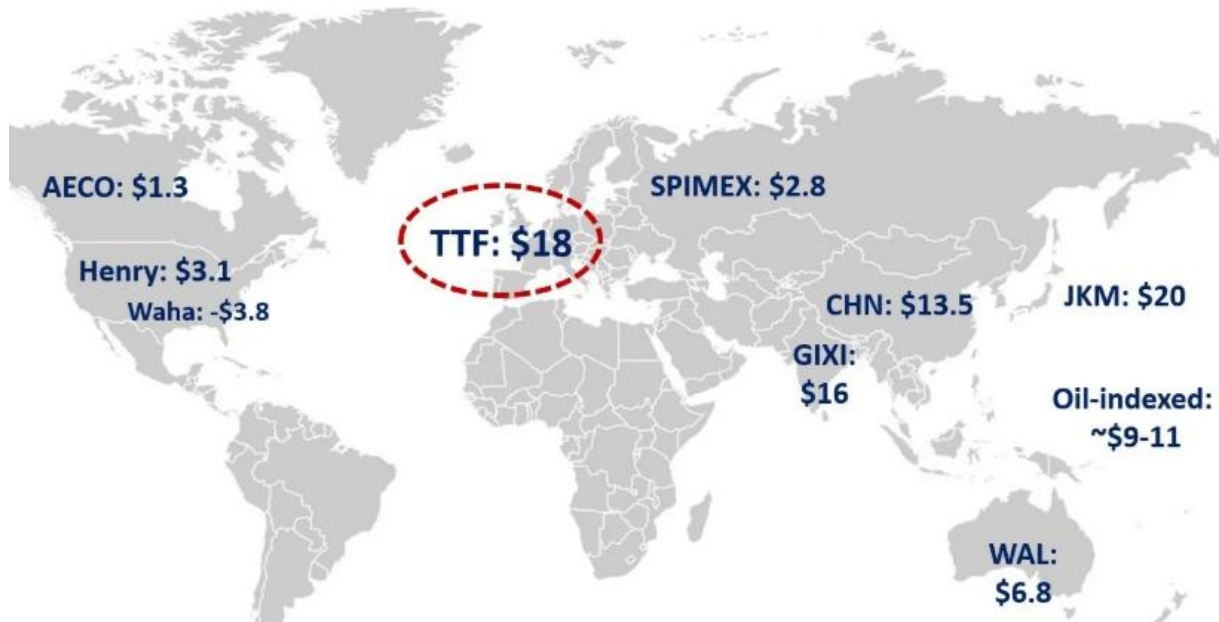 AECO: $1.3
SPIMEX: $2.8
TTF: $18
Henry: $3.1
Waha: -$3.8
CHN: $13.5
JKM: $20
GIXI:
$16
Oil-indexed:
~$9-11
WAL:
$6.8